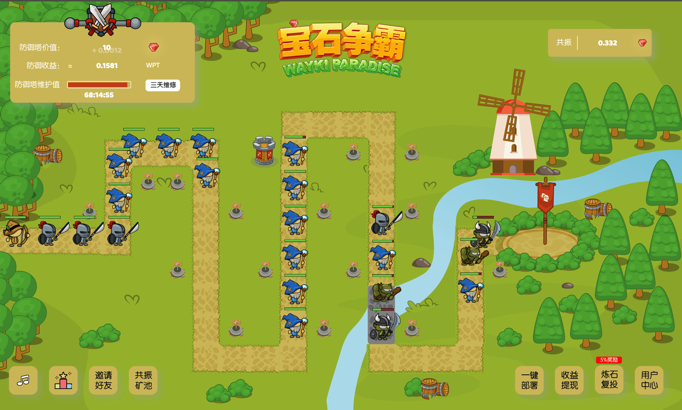 宝石争霸
WAYKI PARADISE
防御塔价值: 10
防御收益: ≈ 0.1581 WPT
防御塔维护值 三天维修
68:14:55
共振 0.332
邀请
好友
共振
矿池
一键
部署
收益
提现
5%奖励
炼石
复投
用户
中心